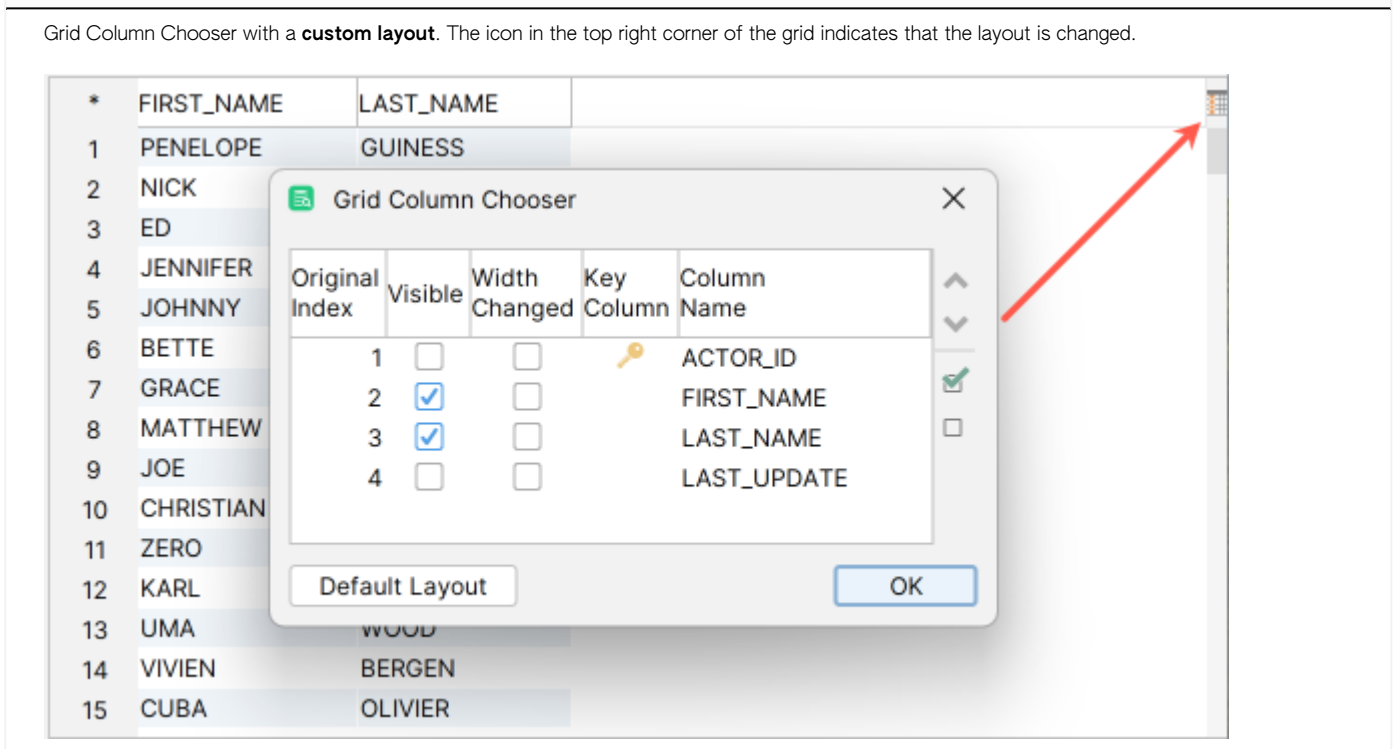 Grid Column Chooser with a custom layout. The icon in the top right corner of the grid indicates that the layout is changed.
* FIRST_NAME LAST_NAME
1 PENELOPE GUINESS
2 NICK
3 ED
4 JENNIFER
5 JOHNNY
6 BETTE
7 GRACE
8 MATTHEW
9 JOE
10 CHRISTIAN
11 ZERO
12 KARL
13 UMA WOOD
14 VIVIEN BERGEN
15 CUBA OLIVIER
Grid Column Chooser
Original Index Visible Width Changed Key Column Column Name
1 ACTOR_ID
2 FIRST_NAME
3 LAST_NAME
4 LAST_UPDATE
Default Layout OK